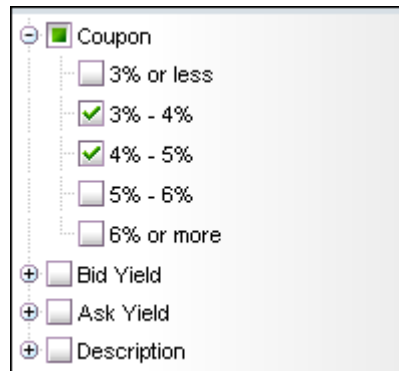 Coupon
3% or less
3% - 4%
4% - 5%
5% - 6%
6% or more
Bid Yield
Ask Yield
Description